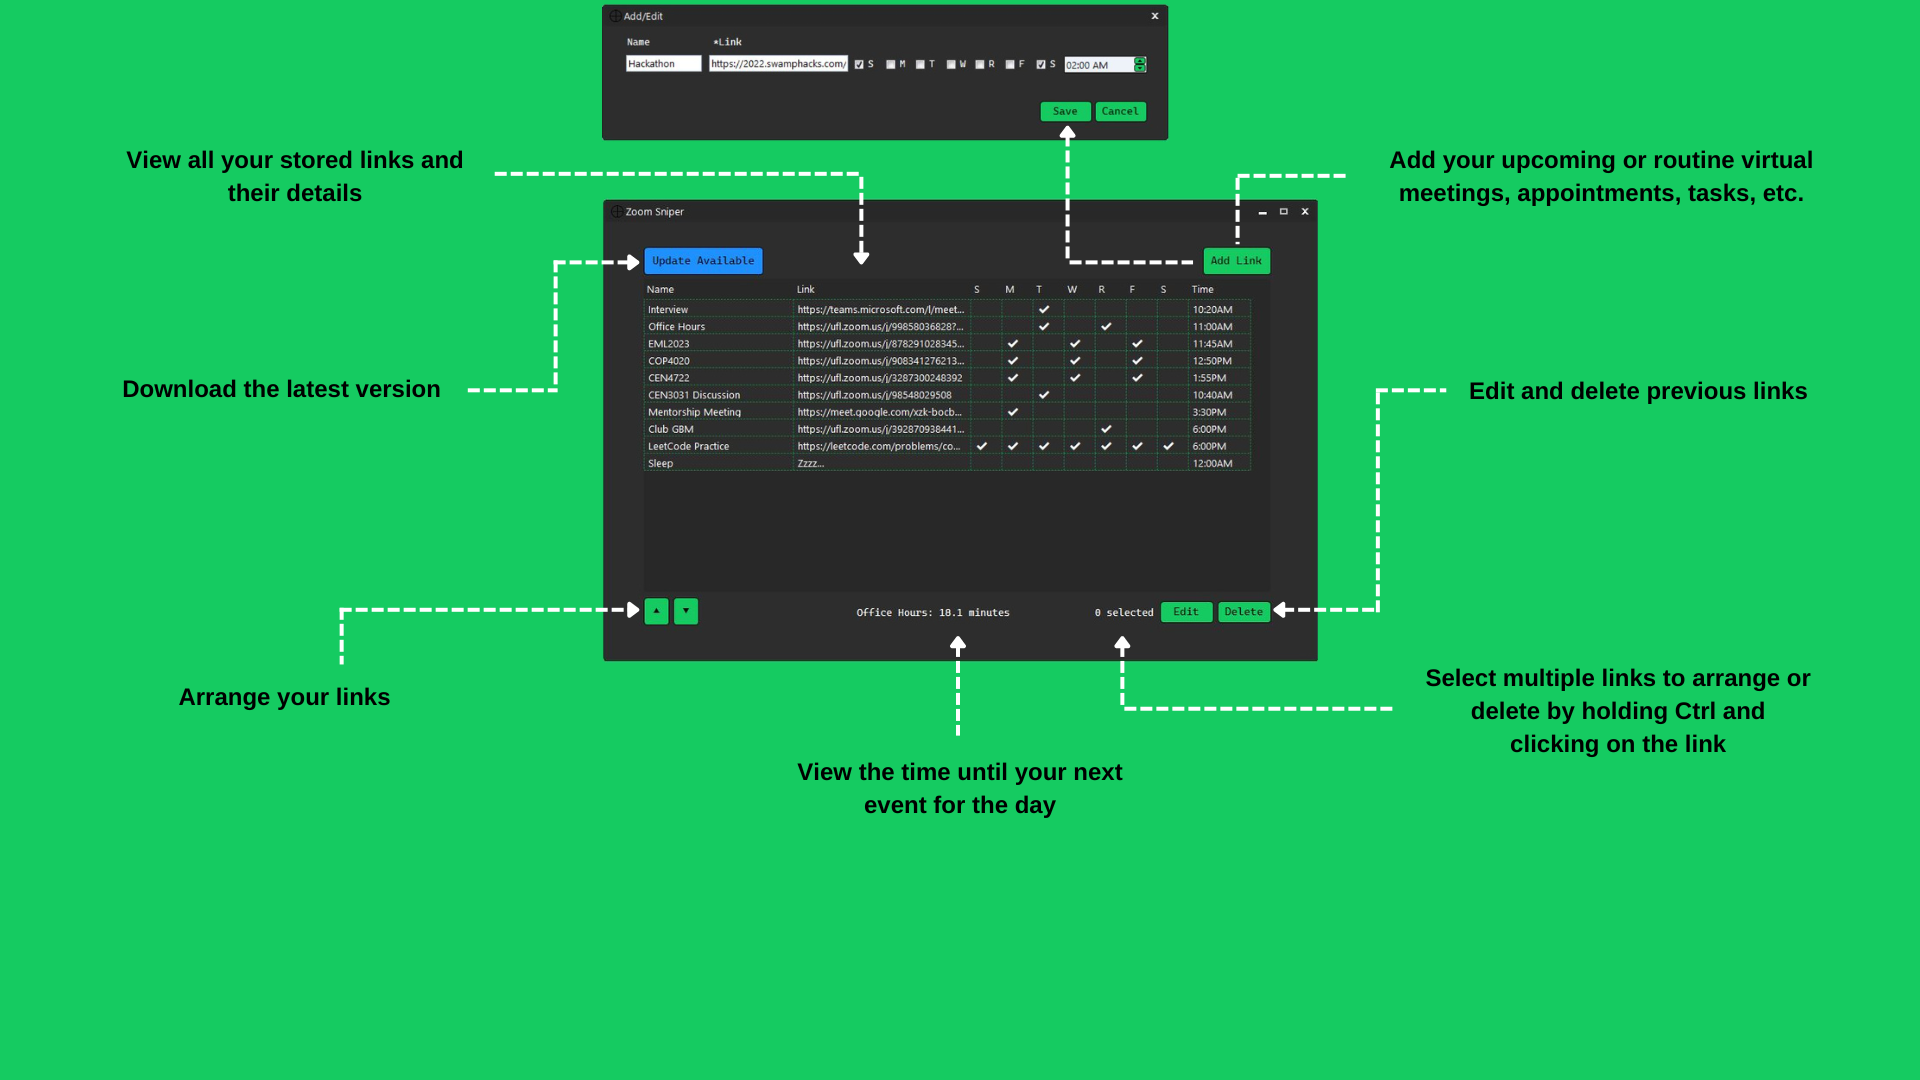 Add/Edit x
Name *Link
Hackathon https://2022.swamphacks.com/ S M T W R F S 02:00 AM
Save Cancel
View all your stored links and
their details
Add your upcoming or routine virtual
meetings, appointments, tasks, etc.
Zoom Sniper
Update Available
Add Link
Name Link S M T W R F S Time
Interview https://teams.microsoft.com/l/meet... ✓ 10:20AM
Office Hours https://ufl.zoom.us/j/99858036828?... ✓ ✓ 11:00AM
EML2023 https://ufl.zoom.us/j/878291028345... ✓ ✓ ✓ 11:45AM
COP4020 https://ufl.zoom.us/j/908341276213... ✓ ✓ ✓ 12:50PM
CEN4722 https://ufl.zoom.us/j/3287300248392 ✓ ✓ ✓ 1:55PM
CEN3031 Discussion https://ufl.zoom.us/j/98548029508 ✓ 10:40AM
Mentorship Meeting https://meet.google.com/xzk-bocb... ✓ 3:30PM
Club GBM https://ufl.zoom.us/j/392870938441... ✓ 6:00PM
LeetCode Practice https://leetcode.com/problems/co... ✓ ✓ ✓ ✓ ✓ ✓ ✓ 6:00PM
Sleep Zzzz... 12:00AM
Download the latest version
Edit and delete previous links
Office Hours: 18.1 minutes
0 selected Edit Delete
Arrange your links
Select multiple links to arrange or
delete by holding Ctrl and
clicking on the link
View the time until your next
event for the day